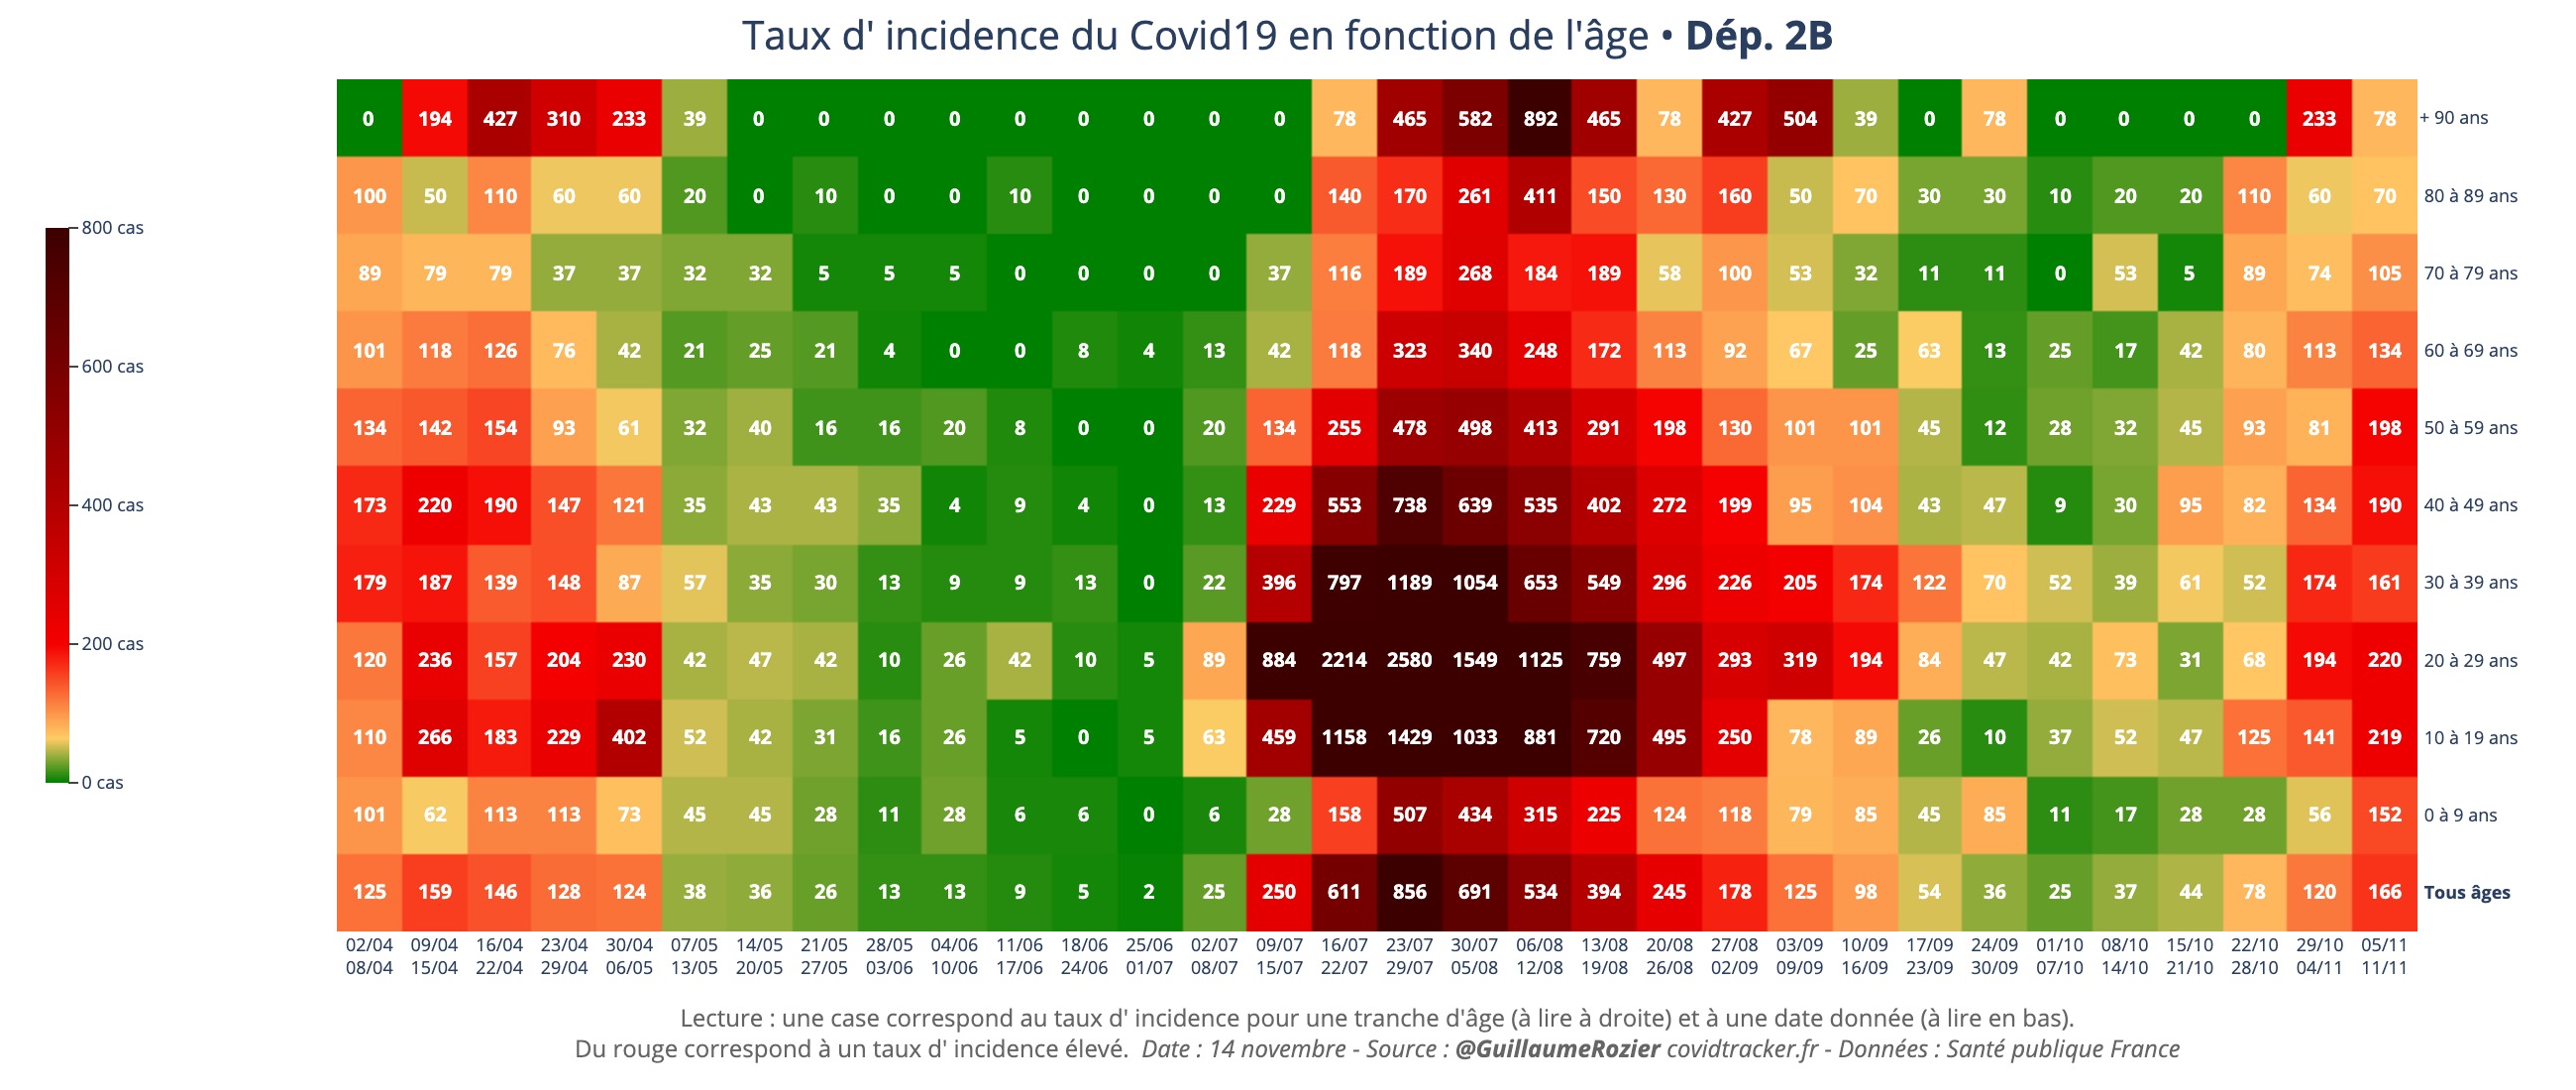 Taux d' incidence du Covid19 en fonction de l'âge • Dép. 2B
0 194 427 310 233 39 0 0 0 0 0 0 0 0 0 78 465 582 892 465 78 427 504 39 0 78 0 0 0 0 233 78 + 90 ans
100 50 110 60 60 20 0 10 0 0 10 0 0 0 0 140 170 261 411 150 130 160 50 70 30 30 10 20 20 110 60 70 80 à 89 ans
800 cas
89 79 79 37 37 32 32 5 5 5 0 0 0 0 37 116 189 268 184 189 58 100 53 32 11 11 0 53 5 89 74 105 70 à 79 ans
101 118 126 76 42 21 25 21 4 0 0 8 4 13 42 118 323 340 248 172 113 92 67 25 63 13 25 17 42 80 113 134 60 à 69 ans
600 cas
134 142 154 93 61 32 40 16 16 20 8 0 0 20 134 255 478 498 413 291 198 130 101 101 45 12 28 32 45 93 81 198 50 à 59 ans
400 cas
173 220 190 147 121 35 43 43 35 4 9 4 0 13 229 553 738 639 535 402 272 199 95 104 43 47 9 30 95 82 134 190 40 à 49 ans
179 187 139 148 87 57 35 30 13 9 9 13 0 22 396 797 1189 1054 653 549 296 226 205 174 122 70 52 39 61 52 174 161 30 à 39 ans
200 cas
120 236 157 204 230 42 47 42 10 26 42 10 5 89 884 2214 2580 1549 1125 759 497 293 319 194 84 47 42 73 31 68 194 220 20 à 29 ans
110 266 183 229 402 52 42 31 16 26 5 0 5 63 459 1158 1429 1033 881 720 495 250 78 89 26 10 37 52 47 125 141 219 10 à 19 ans
0 cas
101 62 113 113 73 45 45 28 11 28 6 6 0 6 28 158 507 434 315 225 124 118 79 85 45 85 11 17 28 28 56 152 0 à 9 ans
125 159 146 128 124 38 36 26 13 13 9 5 2 25 250 611 856 691 534 394 245 178 125 98 54 36 25 37 44 78 120 166 Tous âges
02/04 09/04 16/04 23/04 30/04 07/05 14/05 21/05 28/05 04/06 11/06 18/06 25/06 02/07 09/07 16/07 23/07 30/07 06/08 13/08 20/08 27/08 03/09 10/09 17/09 24/09 01/10 08/10 15/10 22/10 29/10 05/11
08/04 15/04 22/04 29/04 06/05 13/05 20/05 27/05 03/06 10/06 17/06 24/06 01/07 08/07 15/07 22/07 29/07 05/08 12/08 19/08 26/08 02/09 09/09 16/09 23/09 30/09 07/10 14/10 21/10 28/10 04/11 11/11
Lecture : une case correspond au taux d' incidence pour une tranche d'âge (à lire à droite) et à une date donnée (à lire en bas).
Du rouge correspond à un taux d' incidence élevé. Date : 14 novembre - Source : @GuillaumeRozier covidtracker.fr - Données : Santé publique France